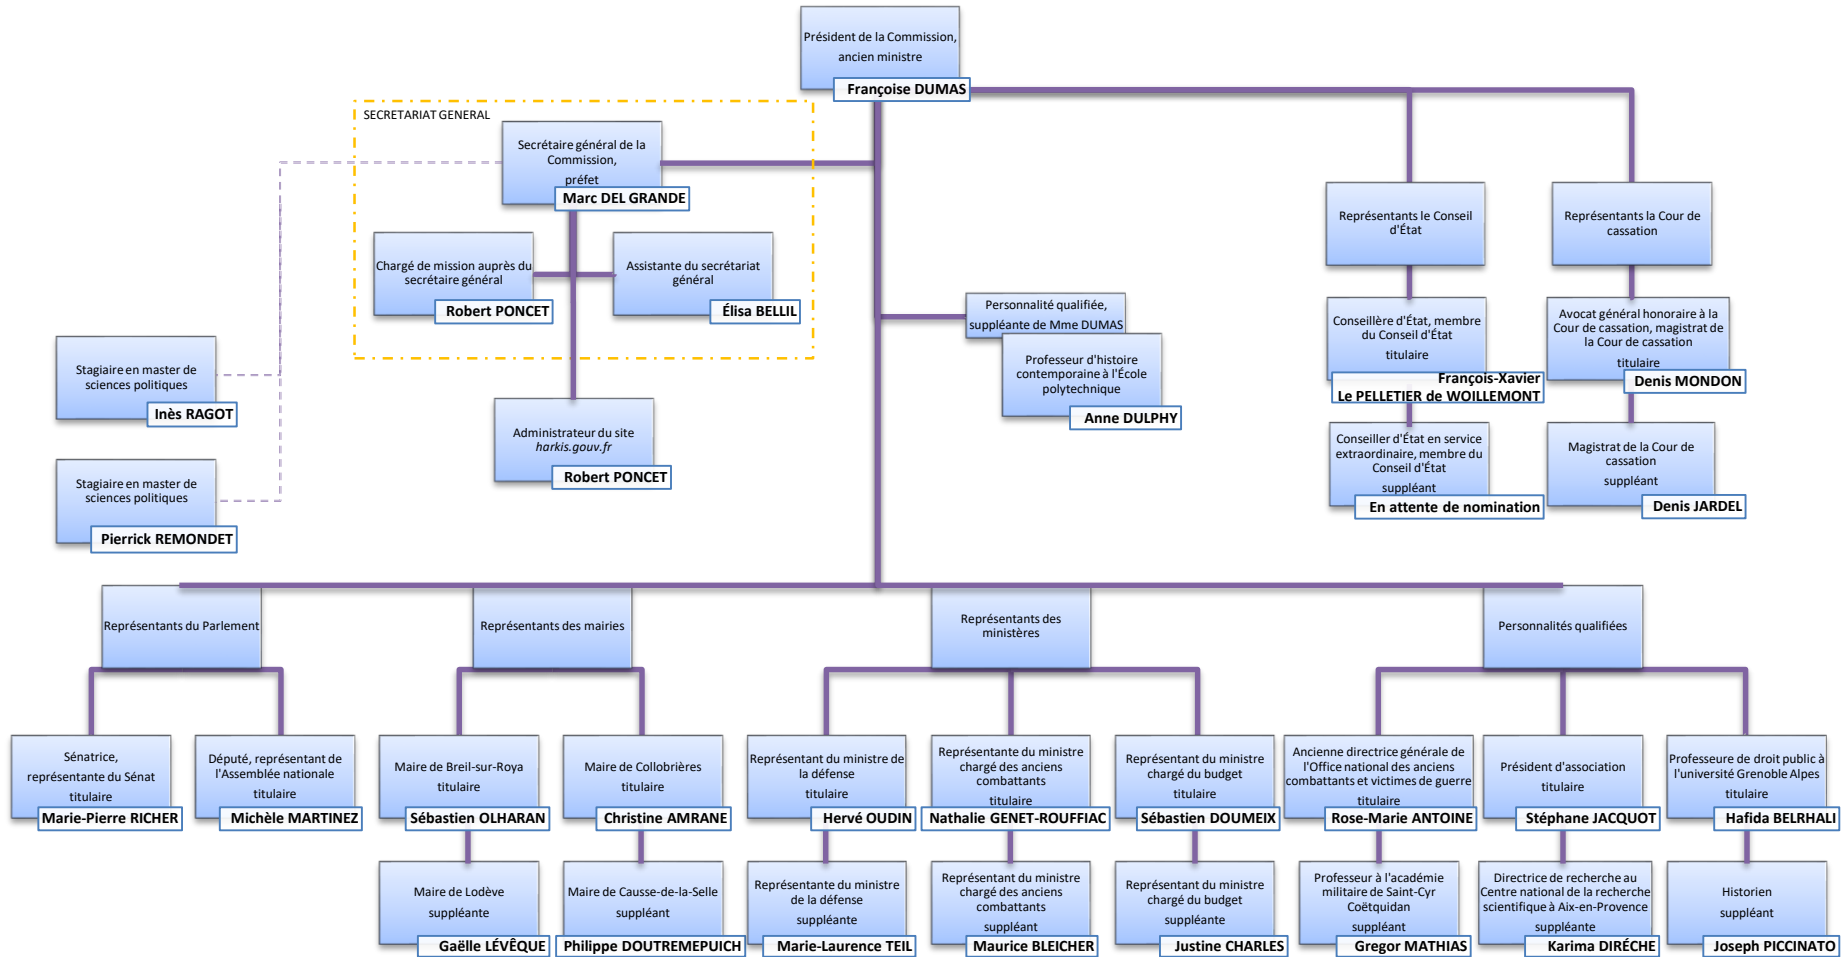 Président de la Commission,
ancien ministre
Françoise DUMAS
SECRETARIAT GENERAL
Secrétaire général de la
Commission,
préfet
Marc DEL GRANDE
Chargé de mission auprès du
secrétaire général
Robert PONCET
Assistante du secrétariat
général
Élisa BELLIL
Administrateur du site
harkis.gouv.fr
Robert PONCET
Stagiaire en master de
sciences politiques
Inès RAGOT
Stagiaire en master de
sciences politiques
Pierrick REMONDET
Personnalité qualifiée,
suppléante de Mme DUMAS
Professeur d'histoire
contemporaine à l'École
polytechnique
Anne DULPHY
Représentants le Conseil
d'État
Conseillère d'État, membre
du Conseil d'État
titulaire
François-Xavier
Le PELLETIER de WOILLEMONT
Conseiller d'État en service
extraordinaire, membre du
Conseil d'État
suppléant
En attente de nomination
Représentants la Cour de
cassation
Avocat général honoraire à la
Cour de cassation, magistrat de
la Cour de cassation
titulaire
Denis MONDON
Magistrat de la Cour de
cassation
suppléant
Denis JARDEL
Représentants du Parlement
Sénatrice,
représentante du Sénat
titulaire
Marie-Pierre RICHER
Député, représentant de
l'Assemblée nationale
titulaire
Michèle MARTINEZ
Représentants des mairies
Maire de Breil-sur-Roya
titulaire
Sébastien OLHARAN
Maire de Lodève
suppléante
Gaëlle LÉVÊQUE
Maire de Collobrières
titulaire
Christine AMRANE
Maire de Causse-de-la-Selle
suppléant
Philippe DOUTREMEPUICH
Représentants des
ministères
Représentant du ministre de
la défense
titulaire
Hervé OUDIN
Représentante du ministre
de la défense
suppléante
Marie-Laurence TEIL
Représentante du ministre
chargé des anciens
combattants
titulaire
Nathalie GENET-ROUFFIAC
Représentant du ministre
chargé des anciens
combattants
suppléant
Maurice BLEICHER
Représentant du ministre
chargé du budget
titulaire
Sébastien DOUMEIX
Représentant du ministre
chargé du budget
suppléante
Justine CHARLES
Personnalités qualifiées
Ancienne directrice générale de
l'Office national des anciens
combattants et victimes de guerre
titulaire
Rose-Marie ANTOINE
Professeur à l'académie
militaire de Saint-Cyr
Coëtquidan
suppléant
Gregor MATHIAS
Président d'association
titulaire
Stéphane JACQUOT
Directrice de recherche au
Centre national de la recherche
scientifique à Aix-en-Provence
suppléante
Karima DIRÉCHE
Professeure de droit public à
l'université Grenoble Alpes
titulaire
Hafida BELRHALI
Historien
suppléant
Joseph PICCINATO